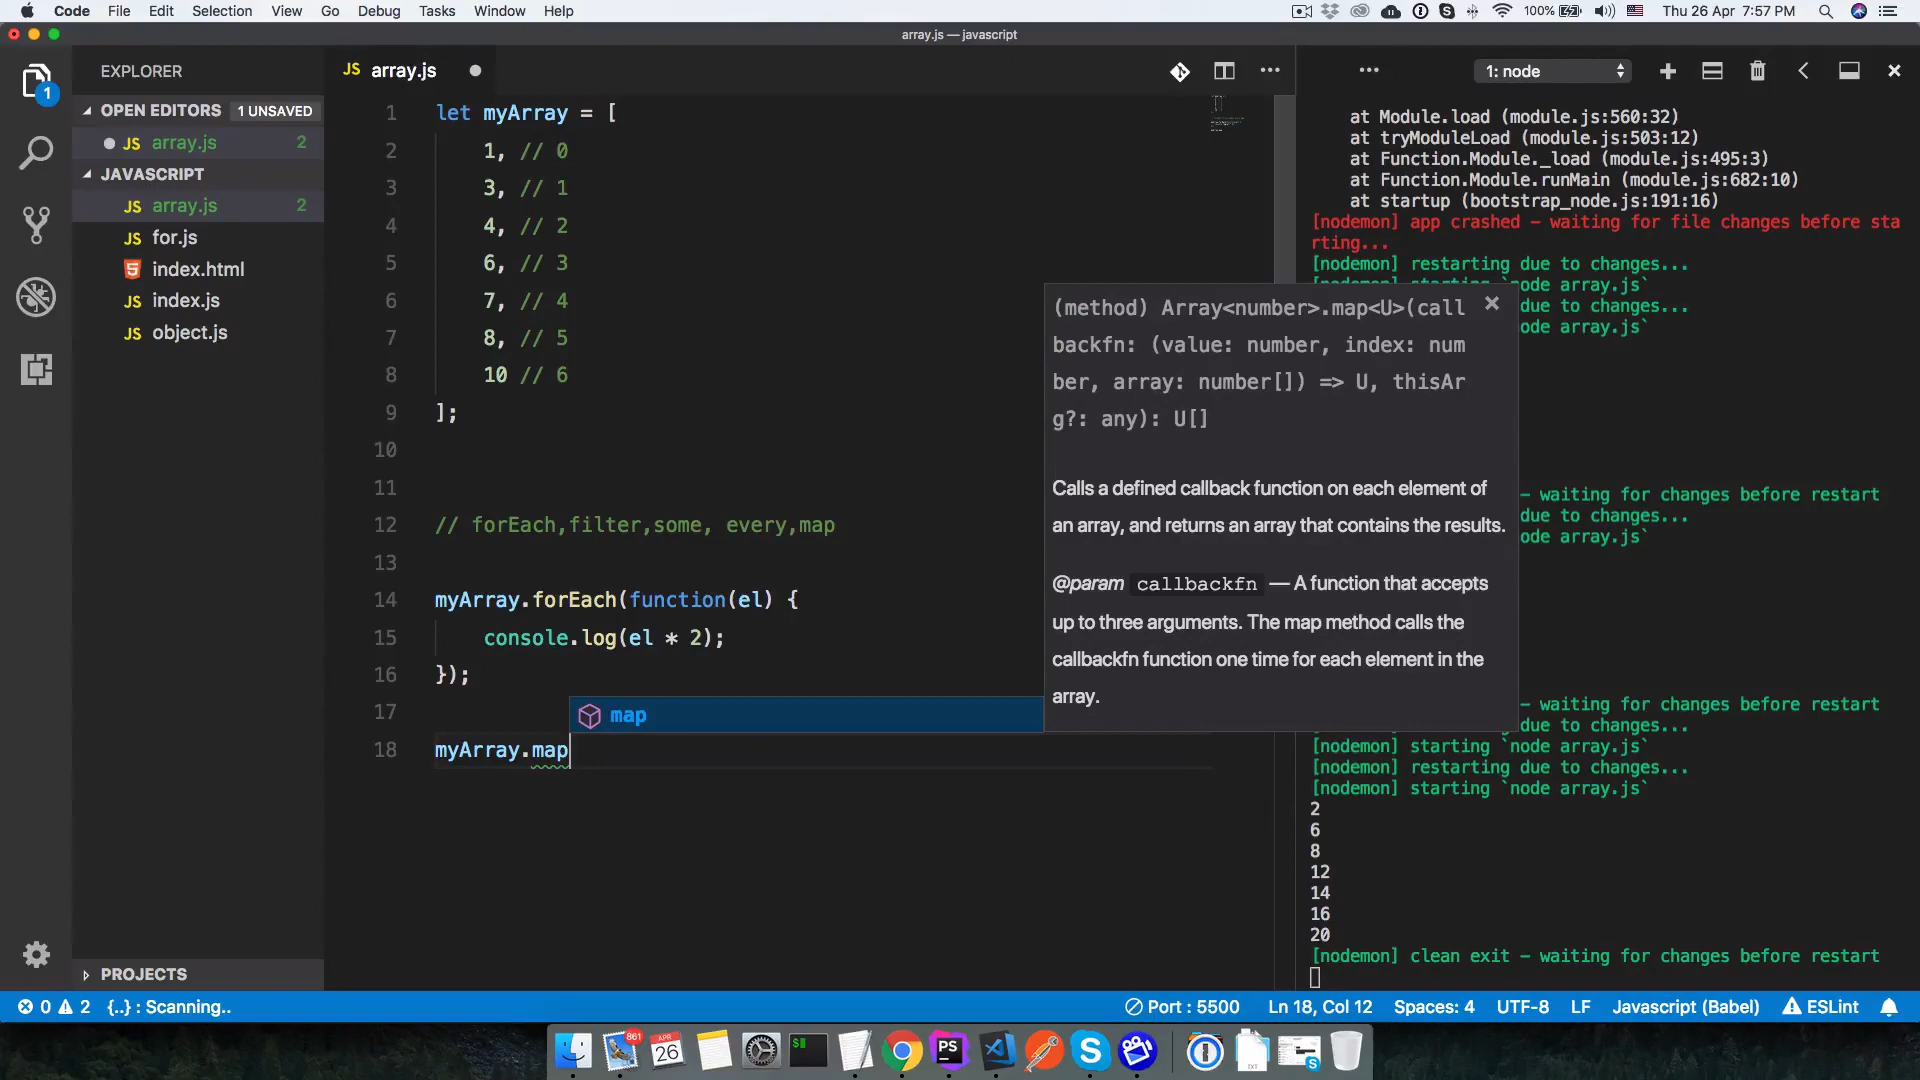 Code File Edit Selection View Go Debug Tasks Window Help
100% Thu 26 Apr 7:57 PM
array.js — javascript
EXPLORER
OPEN EDITORS 1 UNSAVED
JS array.js 2
JAVASCRIPT
JS array.js 2
JS for.js
index.html
JS index.js
JS object.js
PROJECTS
1
JS array.js
1 let myArray = [
2 1, // 0
3 3, // 1
4 4, // 2
5 6, // 3
6 7, // 4
7 8, // 5
8 10 // 6
9 ];
10
11
12 // forEach,filter,some, every,map
13
14 myArray.forEach(function(el) {
15 console.log(el * 2);
16 });
17
map
18 myArray.map
(method) Array<number>.map<U>(call
backfn: (value: number, index: num
ber, array: number[]) => U, thisAr
g?: any): U[]
Calls a defined callback function on each element of
an array, and returns an array that contains the results.
@param callbackfn — A function that accepts
up to three arguments. The map method calls the
callbackfn function one time for each element in the
array.
1: node
at Module.load (module.js:560:32)
at tryModuleLoad (module.js:503:12)
at Function.Module._load (module.js:495:3)
at Function.Module.runMain (module.js:682:10)
at startup (bootstrap_node.js:191:16)
[nodemon] app crashed - waiting for file changes before sta
rting...
[nodemon] restarting due to changes...
ode array.js`
due to changes...
ode array.js`
- waiting for changes before restart
due to changes...
ode array.js`
- waiting for changes before restart
due to changes...
[nodemon] starting `node array.js`
[nodemon] restarting due to changes...
[nodemon] starting `node array.js`
2
6
8
12
14
16
20
[nodemon] clean exit - waiting for changes before restart
0 2 {..} : Scanning.. Port : 5500 Ln 18, Col 12 Spaces: 4 UTF-8 LF Javascript (Babel) ESLint
861
APR
26
$
PS
S
TXT
S